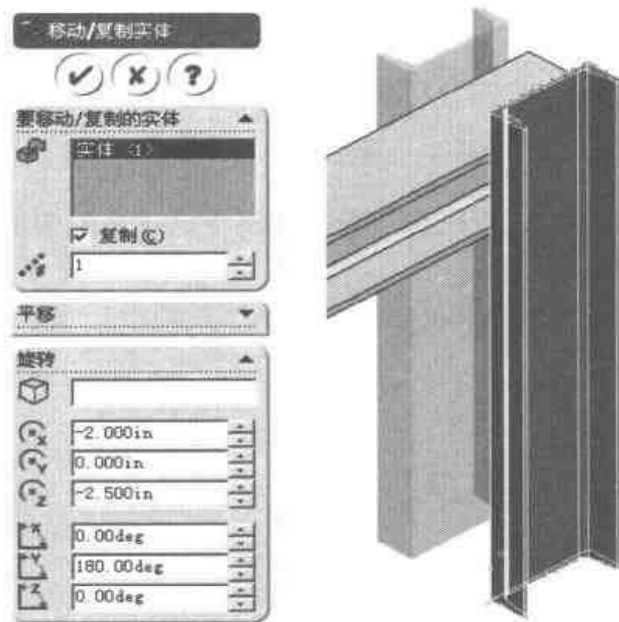 移动/复制实体
要移动/复制的实体
实体 <1>
复制(C)
1
平移
旋转
-2.000in
0.000in
-2.500in
0.00deg
180.00deg
0.00deg